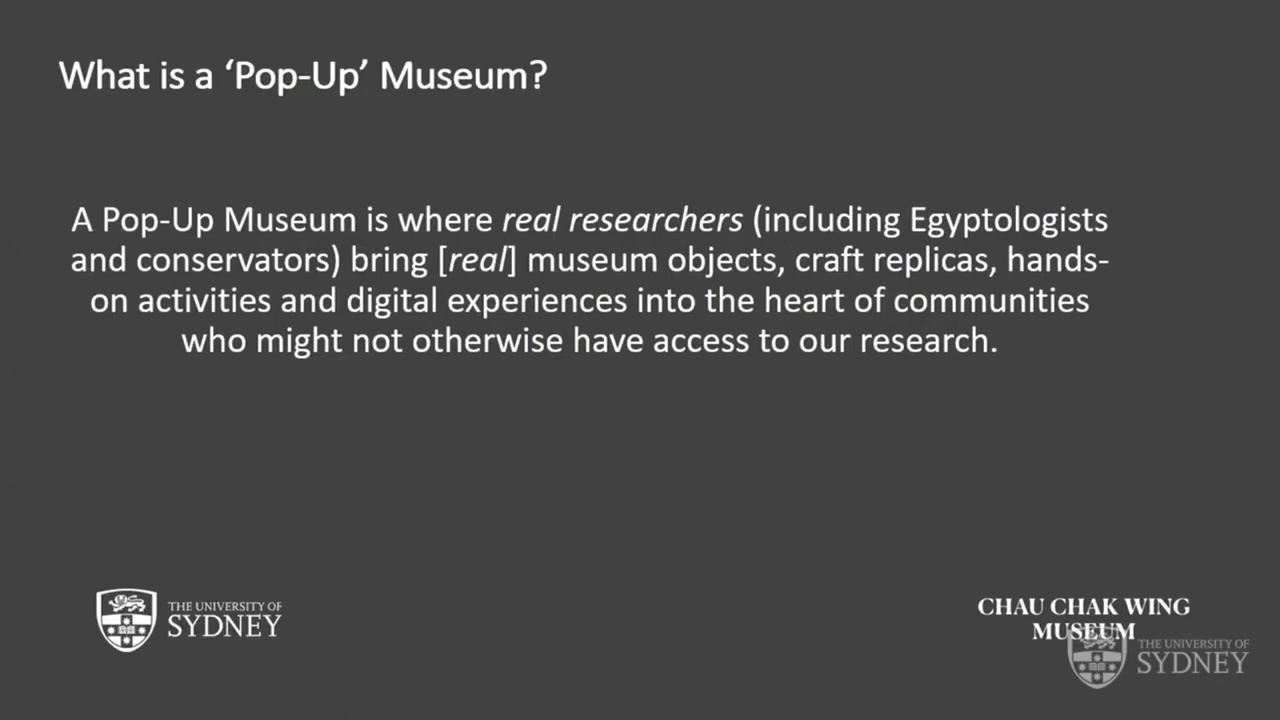 What is a ‘Pop-Up’ Museum?
A Pop-Up Museum is where real researchers (including Egyptologists
and conservators) bring [real] museum objects, craft replicas, hands-
on activities and digital experiences into the heart of communities
who might not otherwise have access to our research.
THE UNIVERSITY OF
SYDNEY
CHAU CHAK WING
MUSEUM
THE UNIVERSITY OF
SYDNEY